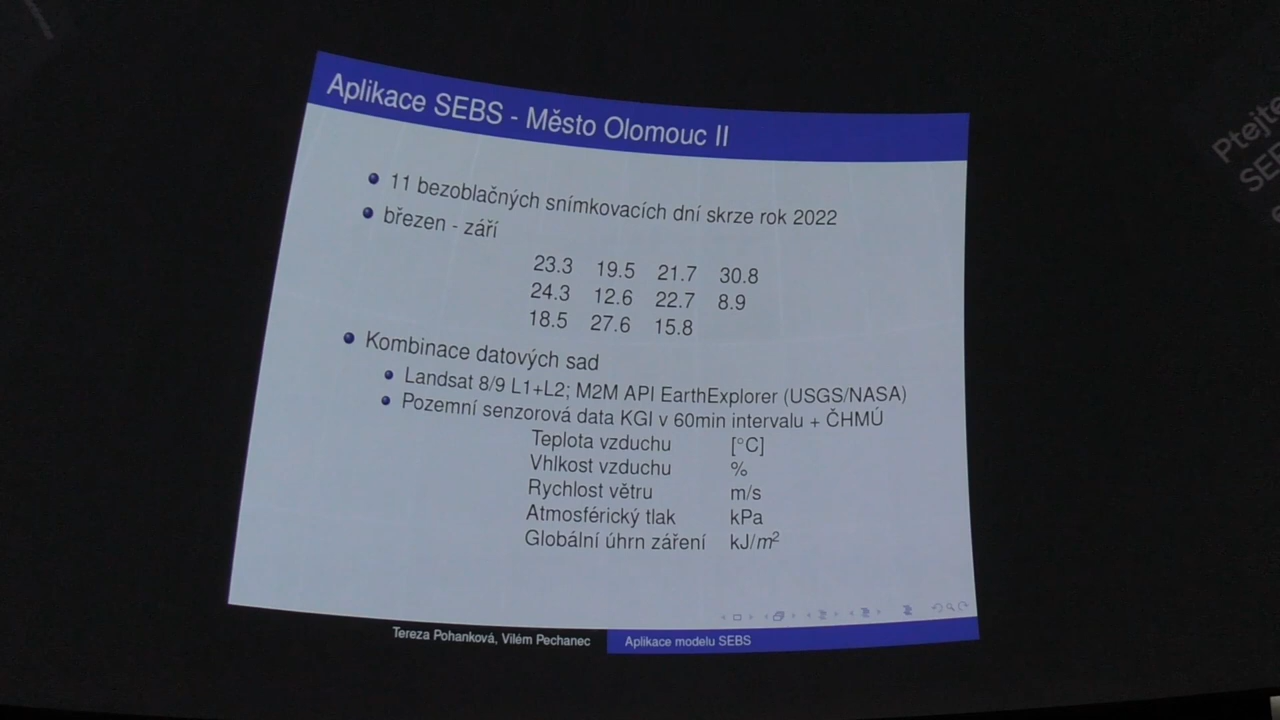 Aplikace SEBS - Město Olomouc II
11 bezoblačných snímkovacích dní skrze rok 2022
březen - září
23.3 19.5 21.7 30.8
24.3 12.6 22.7 8.9
18.5 27.6 15.8
Kombinace datových sad
Landsat 8/9 L1+L2; M2M API EarthExplorer (USGS/NASA)
Pozemní senzorová data KGI v 60min intervalu + ČHMÚ
Teplota vzduchu [°C]
Vhlkost vzduchu %
Rychlost větru m/s
Atmosférický tlak kPa
Globální úhrn záření kJ/m²
Tereza Pohanková, Vilém Pechanec
Aplikace modelu SEBS